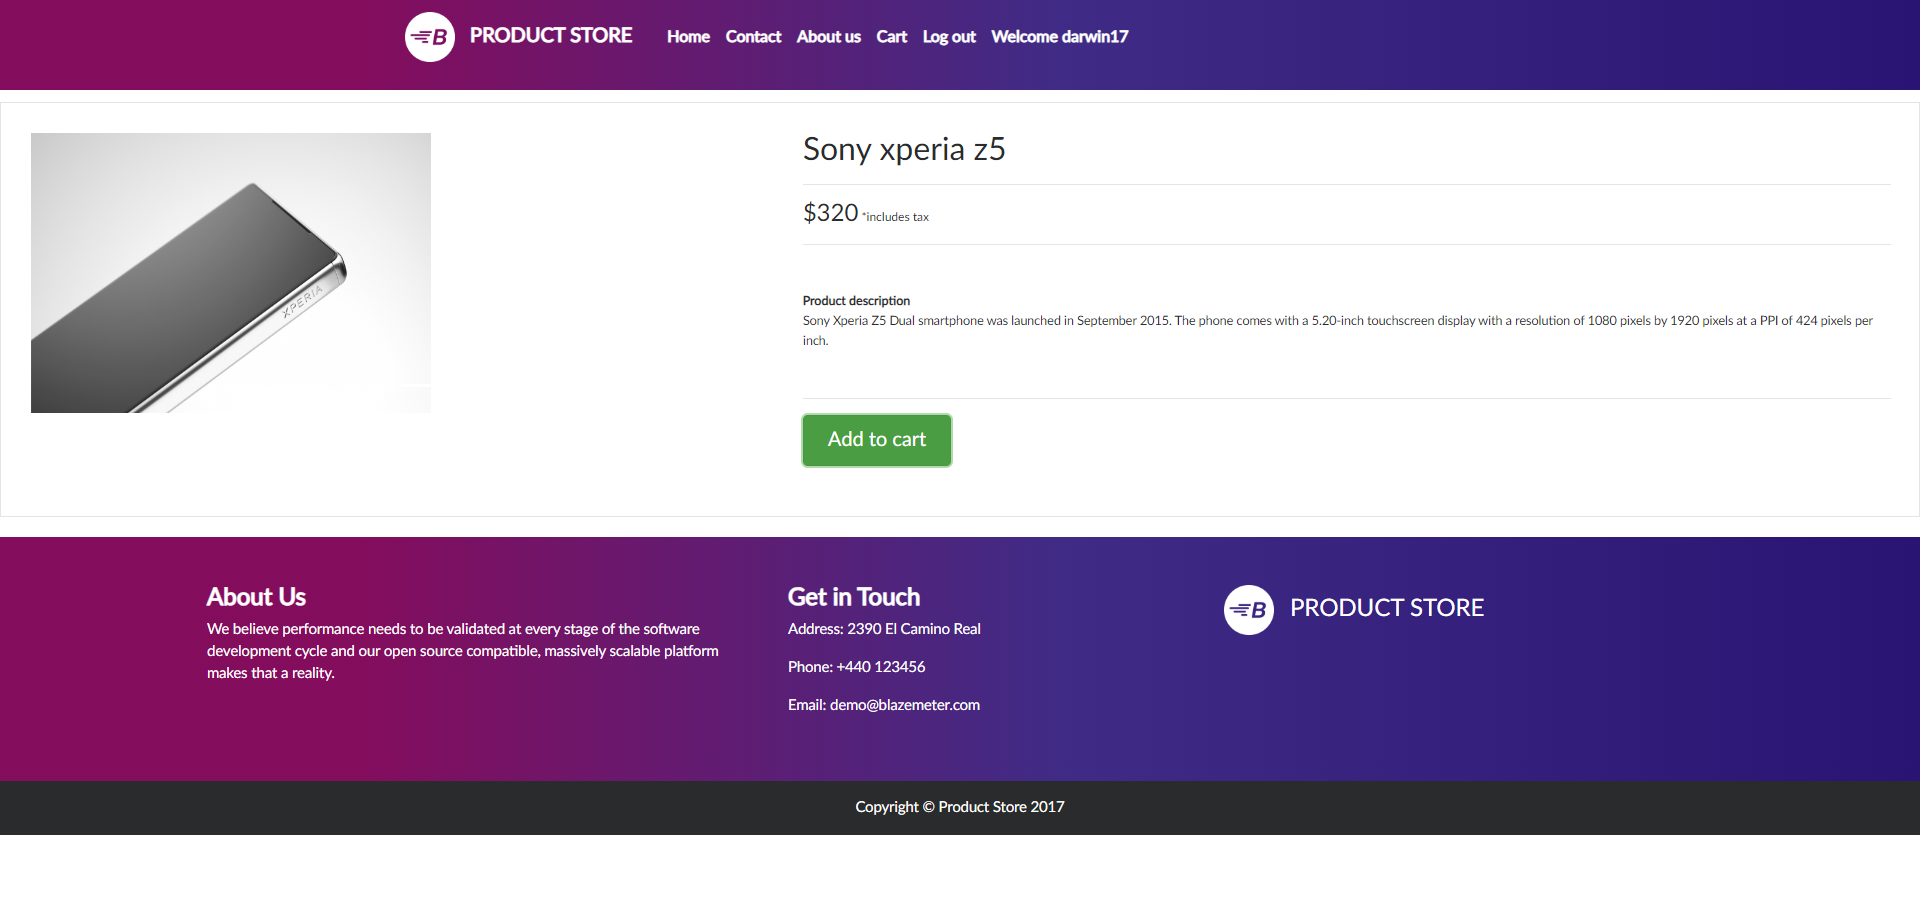 B PRODUCT STORE Home Contact About us Cart Log out Welcome darwin17
Sony xperia z5
$320 *includes tax
XPERIA
Product description
Sony Xperia Z5 Dual smartphone was launched in September 2015. The phone comes with a 5.20-inch touchscreen display with a resolution of 1080 pixels by 1920 pixels at a PPI of 424 pixels per
inch.
Add to cart
About Us
We believe performance needs to be validated at every stage of the software
development cycle and our open source compatible, massively scalable platform
makes that a reality.
Get in Touch
Address: 2390 El Camino Real
Phone: +440 123456
Email: demo@blazemeter.com
B PRODUCT STORE
Copyright © Product Store 2017